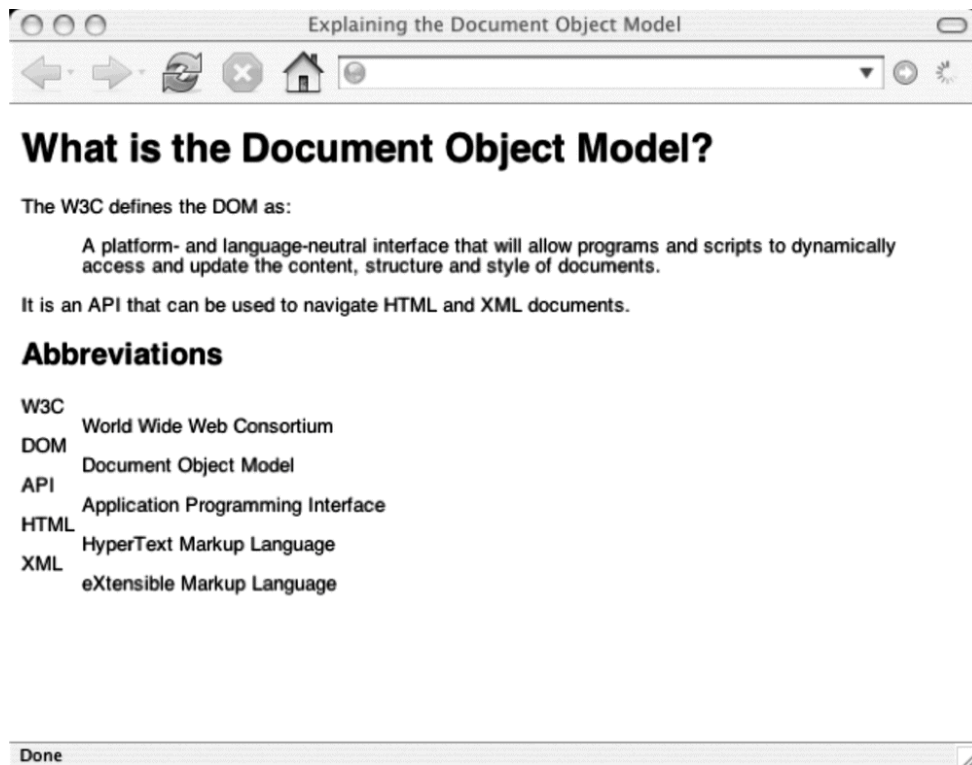 Explaining the Document Object Model
What is the Document Object Model?
The W3C defines the DOM as:
A platform- and language-neutral interface that will allow programs and scripts to dynamically
access and update the content, structure and style of documents.
It is an API that can be used to navigate HTML and XML documents.
Abbreviations
W3C
World Wide Web Consortium
DOM
Document Object Model
API
Application Programming Interface
HTML
HyperText Markup Language
XML
eXtensible Markup Language
Done